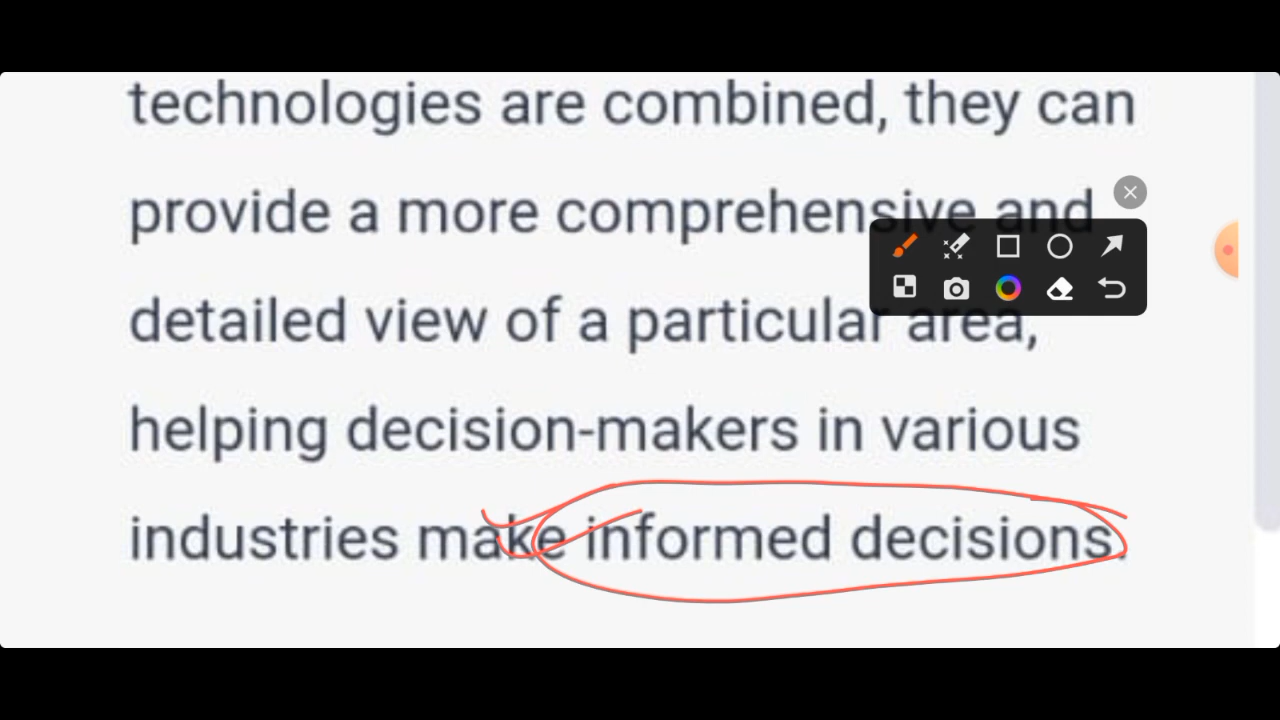 technologies are combined, they can
provide a more comprehensive and
detailed view of a particular area,
helping decision-makers in various
industries make informed decisions.